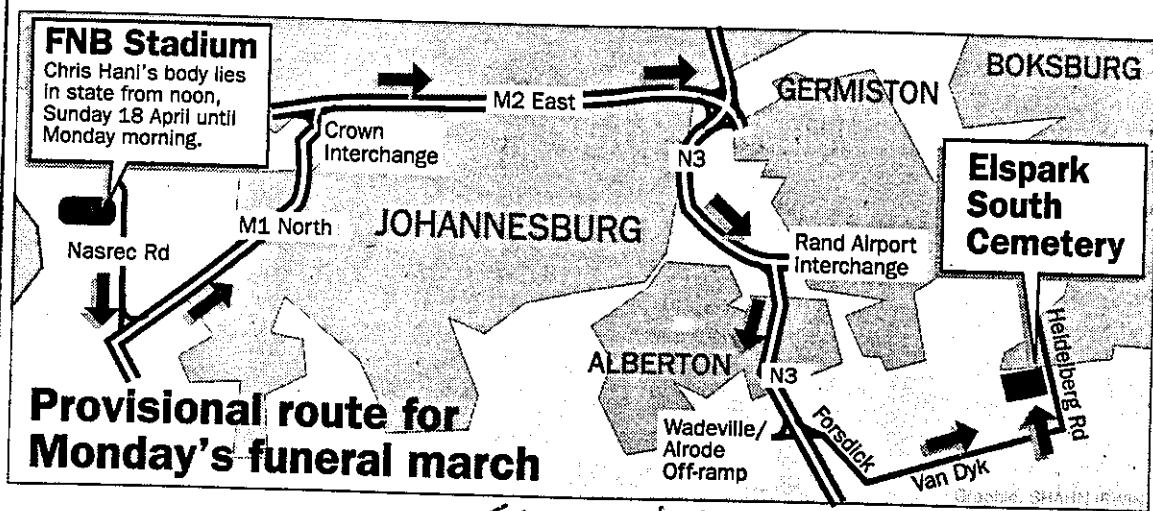 FNB Stadium
Chris Hani's body lies
in state from noon,
Sunday 18 April until
Monday morning.
M2 East
Crown
Interchange
GERMISTON
BOKSBURG
N3
Elspark
South
Cemetery
M1 North
JOHANNESBURG
Nasrec Rd
Rand Airport
Interchange
ALBERTON
N3
Heidelberg Rd
Provisional route for
Monday's funeral march
Wadeville/
Alrode
Off-ramp
Forsdick
Van Dyk
Graphic: SHAHN